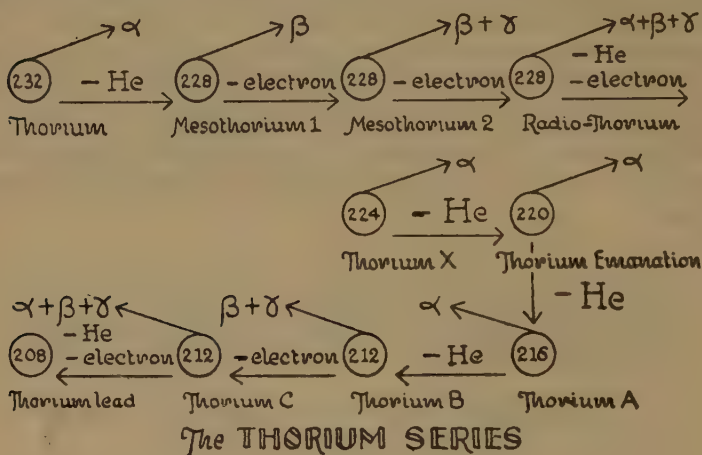 α β β + γ α+β+γ
232 - He 228 - electron 228 - electron 228 - He - electron
Thorium Mesothorium 1 Mesothorium 2 Radio-Thorium
α α
224 - He 220
Thorium X Thorium Emanation
- He
α+β+γ β+γ α
208 - He - electron 212 - electron 212 - He 216
Thorium lead Thorium C Thorium B Thorium A
The THORIUM SERIES